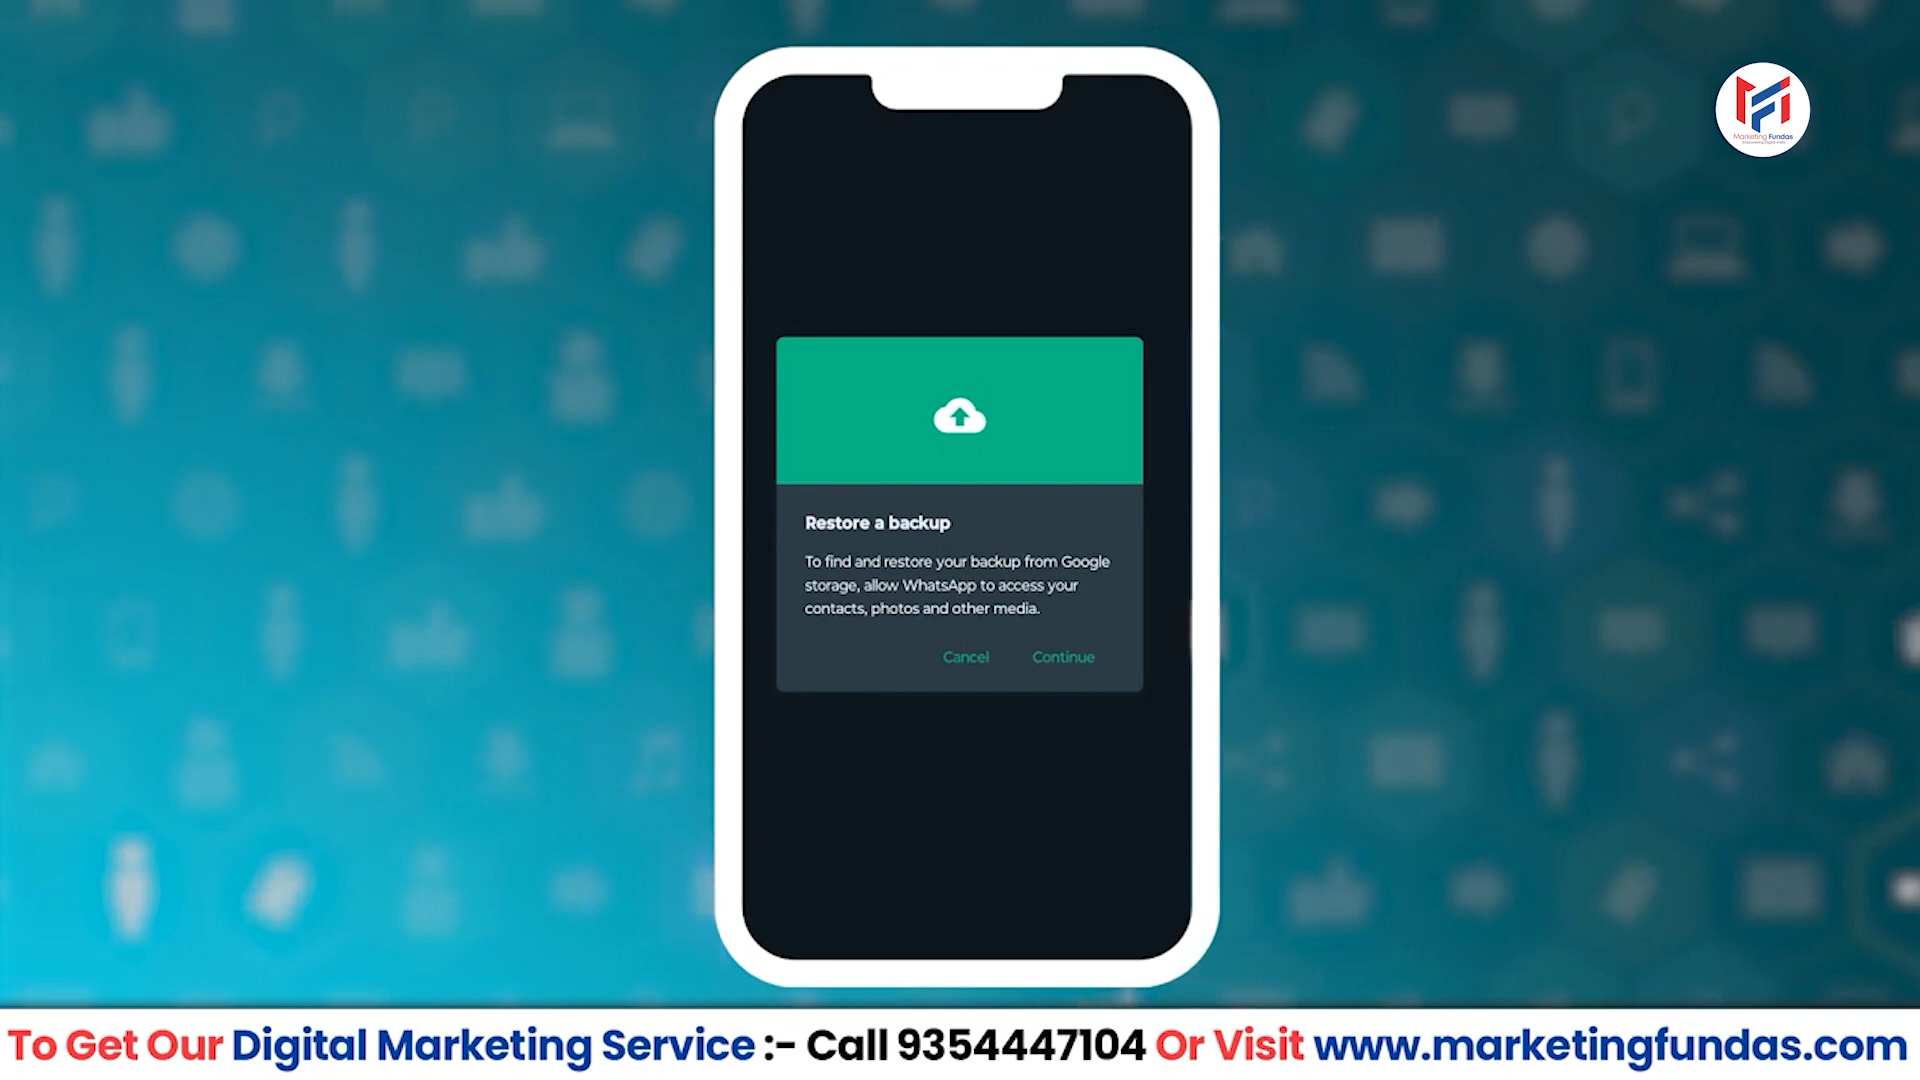 Marketing Fundas
Restore a backup
To find and restore your backup from Google
storage, allow WhatsApp to access your
contacts, photos and other media.
Cancel Continue
To Get Our Digital Marketing Service :- Call 9354447104 Or Visit www.marketingfundas.com